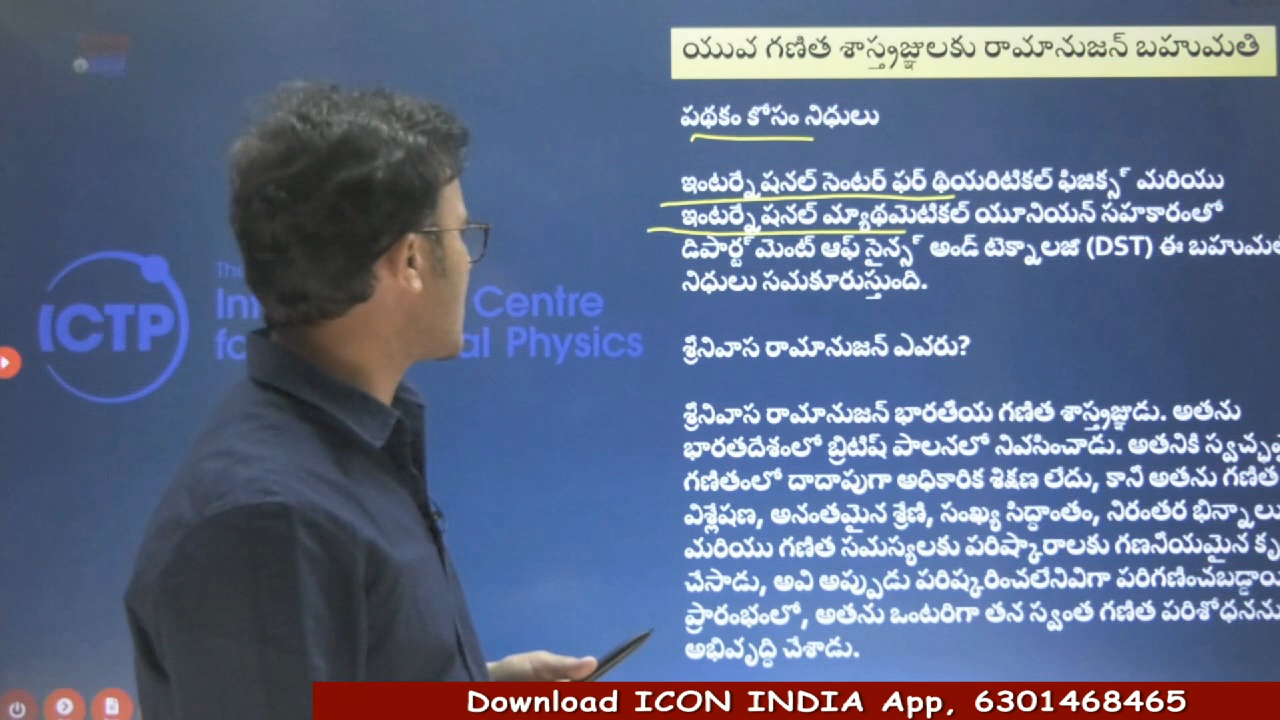 యువ గణిత శాస్త్రజ్ఞులకు రామానుజన్ బహుమతి
పథకం కోసం నిధులు
ఇంటర్నేషనల్ సెంటర్ ఫర్ థియరిటికల్ ఫిజిక్స్ మరియు
ఇంటర్నేషనల్ మ్యాథమెటికల్ యూనియన్ సహకారంతో
డిపార్ట్‌మెంట్ ఆఫ్ సైన్స్ అండ్ టెక్నాలజీ (DST) ఈ
నిధులు సమకూరుస్తుంది.
శ్రీనివాస రామానుజన్ ఎవరు?
శ్రీనివాస రామానుజన్ భారతీయ గణిత శాస్త్రజ్ఞుడు. అతను
భారతదేశంలో బ్రిటిష్ పాలనలో నివసించాడు. అతనికి
గణితంలో దాదాపుగా అధికారిక శిక్షణ లేదు, కానీ అతను గణిత
విశ్లేషణ, అనంతమైన శ్రేణి, సంఖ్య సిద్ధాంతం, నిరంతర భిన్నాలు
మరియు గణిత సమస్యలకు పరిష్కారాలకు గణనీయమైన
చేసాడు, అవి అప్పుడు పరిష్కరించలేనివిగా
ప్రారంభంలో, అతను ఒంటరిగా తన స్వంత గణిత పరిశోధనను
అభివృద్ధి చేశాడు.
ICTP
Centre
Physics
Download ICON INDIA App, 6301468465